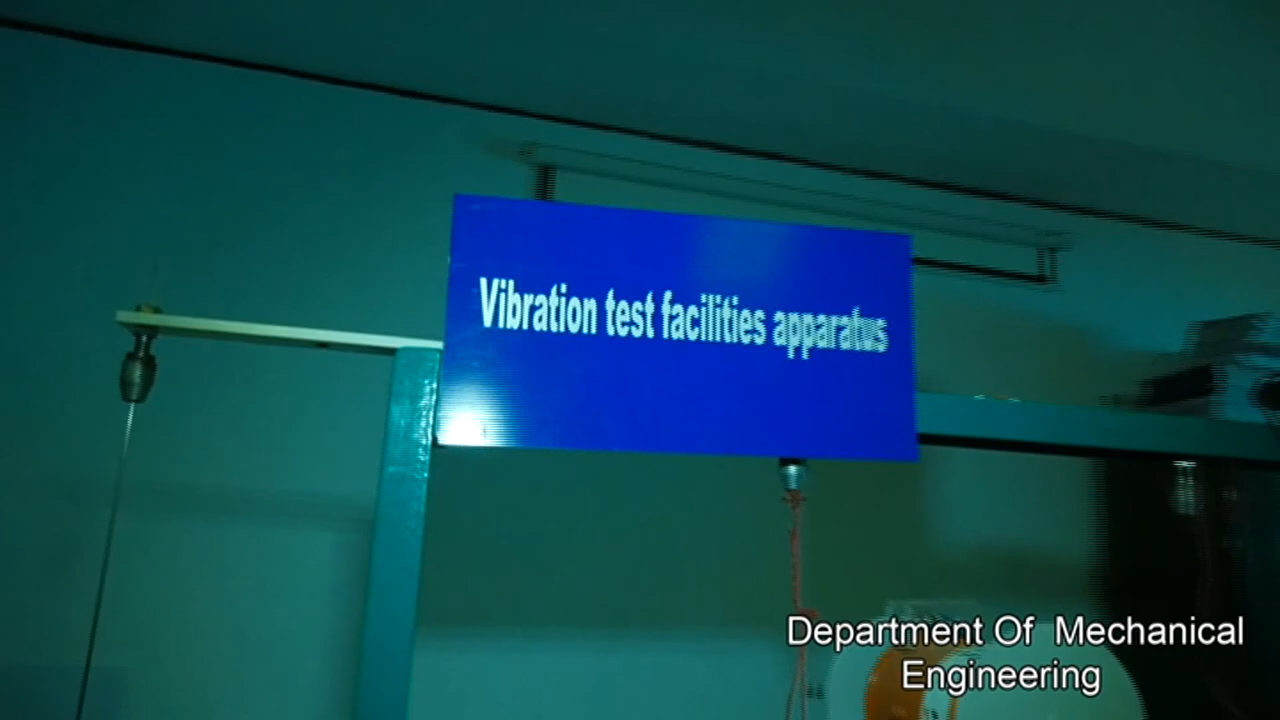 Vibration test facilities apparatus
Department Of Mechanical
Engineering